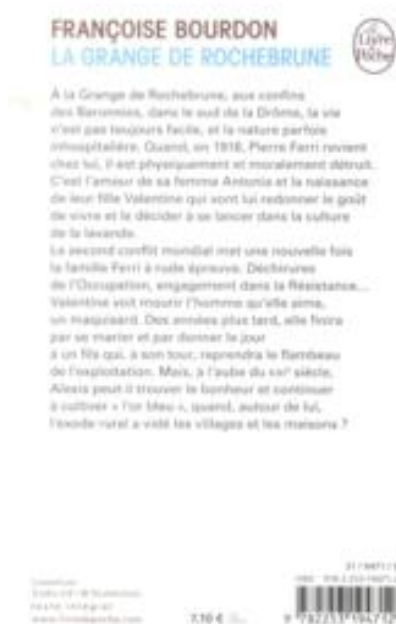 FRANÇOISE BOURDON
LA GRANGE DE ROCHEBRUNE
Le
Livre
de
Poche
À la Grange de Rochebrune, aux confins
des Baronnies, dans le sud de la Drôme, la vie
n'est pas toujours facile, et la nature parfois
inhospitalière. Quand, en 1918, Pierre Ferri revient
chez lui, il est physiquement et moralement détruit.
C'est l'amour de sa femme Antonia et la naissance
de leur fille Valentine qui vont lui redonner le goût
de vivre et le décider à se lancer dans la culture
de la lavande.
Le second conflit mondial met une nouvelle fois
la famille Ferri à rude épreuve. Déchirures
de l'Occupation, engagement dans la Résistance...
Valentine voit mourir l'homme qu'elle aime,
un maquisard. Des années plus tard, elle finira
par se marier et par donner le jour
à un fils qui, à son tour, reprendra le flambeau
de l'exploitation. Mais, à l'aube du XXIe siècle,
Alexis peut-il trouver le bonheur et continuer
à cultiver « l'or bleu », quand, autour de lui,
l'exode rural a vidé les villages et les maisons ?
texte intégral
www.livredepoche.com
7,10 €